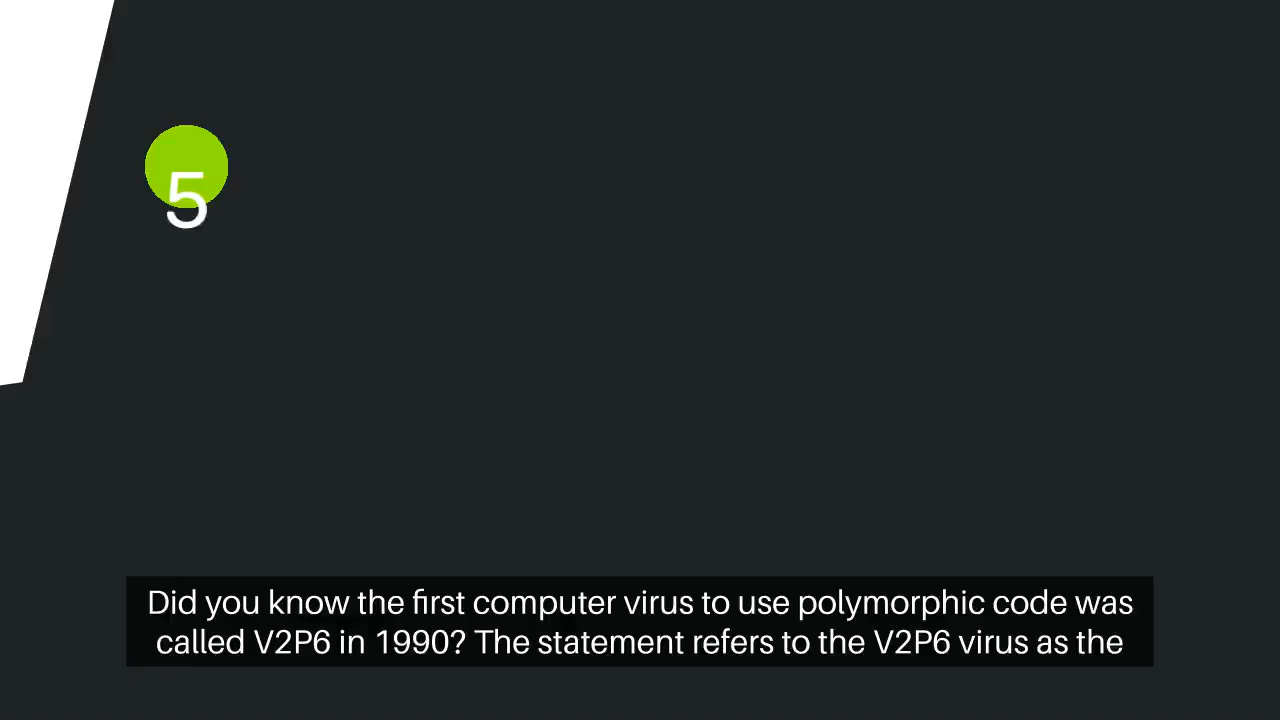 5
Did you know the first computer virus to use polymorphic code was
called V2P6 in 1990? The statement refers to the V2P6 virus as the